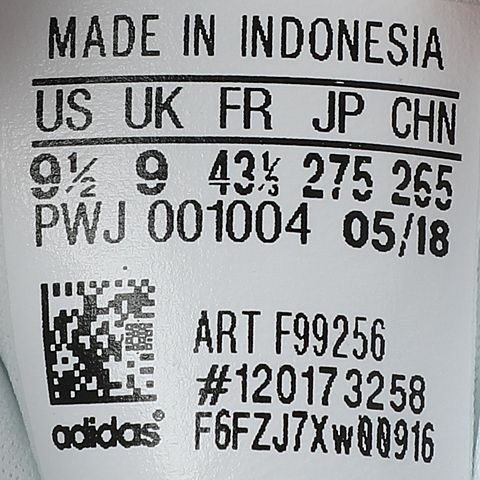 MADE IN INDONESIA
US UK FR JP CHN
9½ 9 43⅓ 275 265
PWJ 001004 05/18
ART F99256
#120173258
adidas® F6FZJ7Xw00916